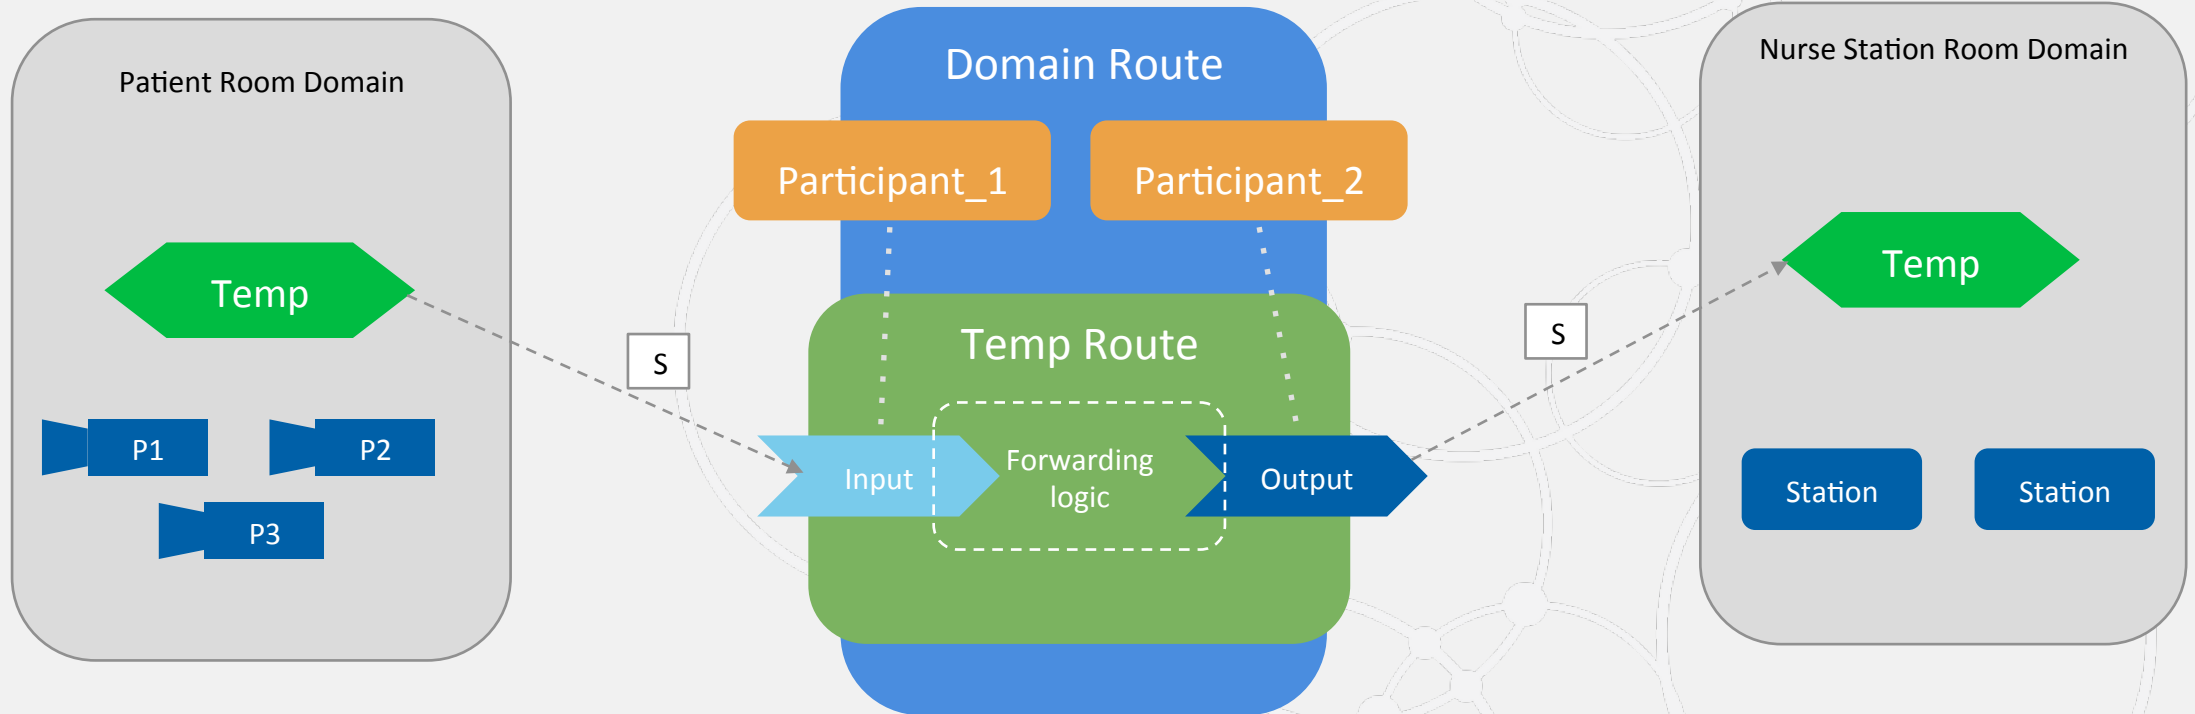 Patient Room Domain
Temp
P1
P2
P3
S
Domain Route
Participant_1
Participant_2
Temp Route
Input
Forwarding
logic
Output
S
Nurse Station Room Domain
Temp
Station
Station